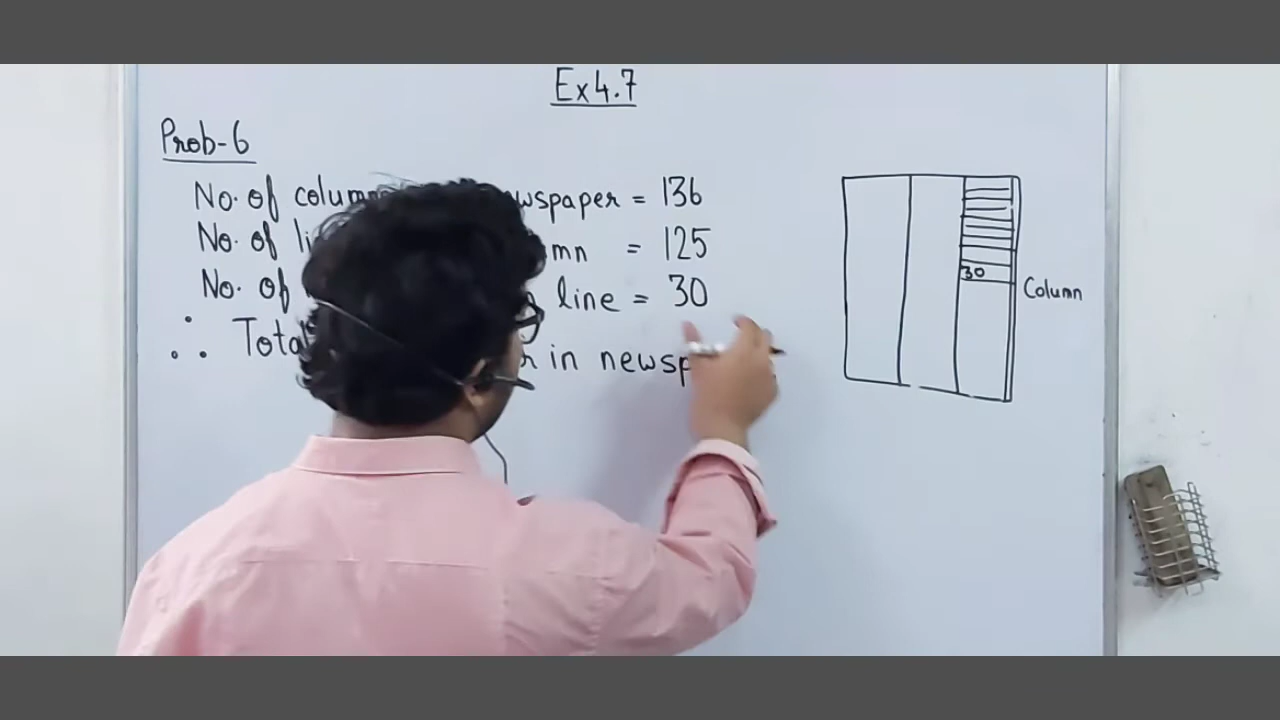 Ex4.7
Prob-6
No. of colum wspaper = 136
No. of li mn = 125
No. of line = 30
∴ Tota in newsp
30
Column